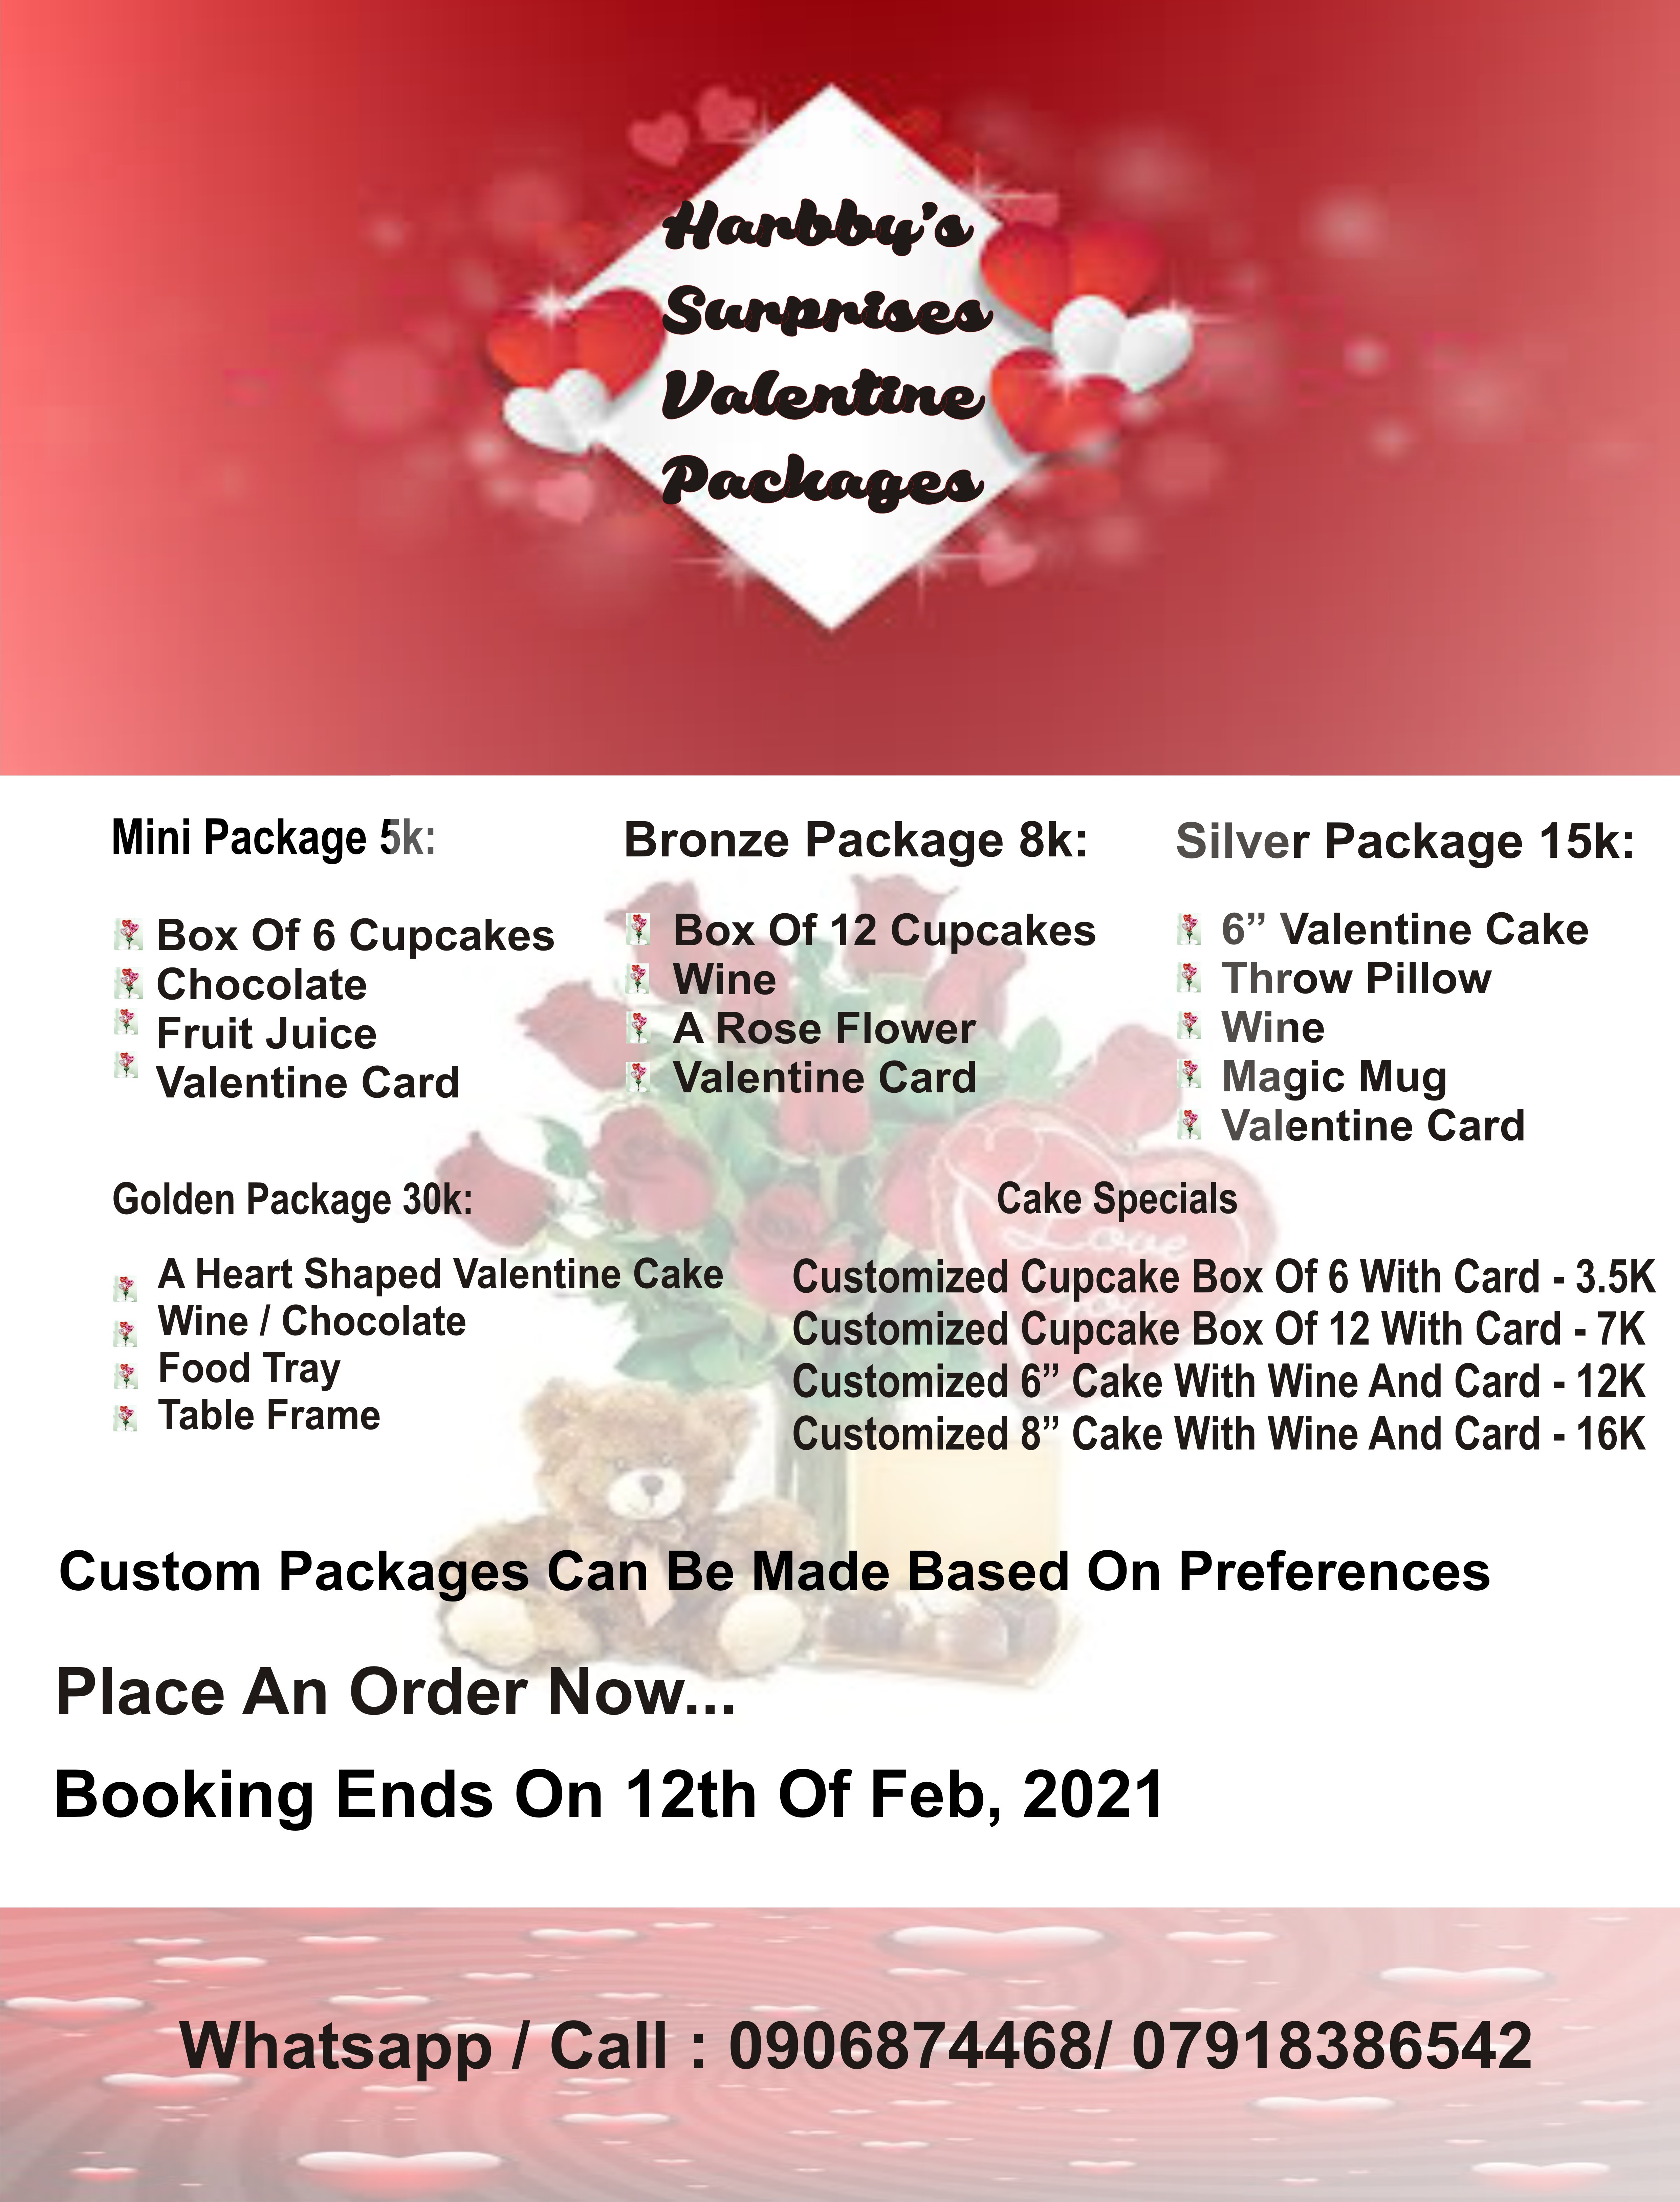 Harbby's
Surprises
Valentine
Packages
Mini Package 5k:
Box Of 6 Cupcakes
Chocolate
Fruit Juice
Valentine Card
Bronze Package 8k:
Box Of 12 Cupcakes
Wine
A Rose Flower
Valentine Card
Silver Package 15k:
6” Valentine Cake
Throw Pillow
Wine
Magic Mug
Valentine Card
Golden Package 30k:
A Heart Shaped Valentine Cake
Wine / Chocolate
Food Tray
Table Frame
Cake Specials
Customized Cupcake Box Of 6 With Card - 3.5K
Customized Cupcake Box Of 12 With Card - 7K
Customized 6” Cake With Wine And Card - 12K
Customized 8” Cake With Wine And Card - 16K
Love
Custom Packages Can Be Made Based On Preferences
Place An Order Now...
Booking Ends On 12th Of Feb, 2021
Whatsapp / Call : 0906874468/ 07918386542